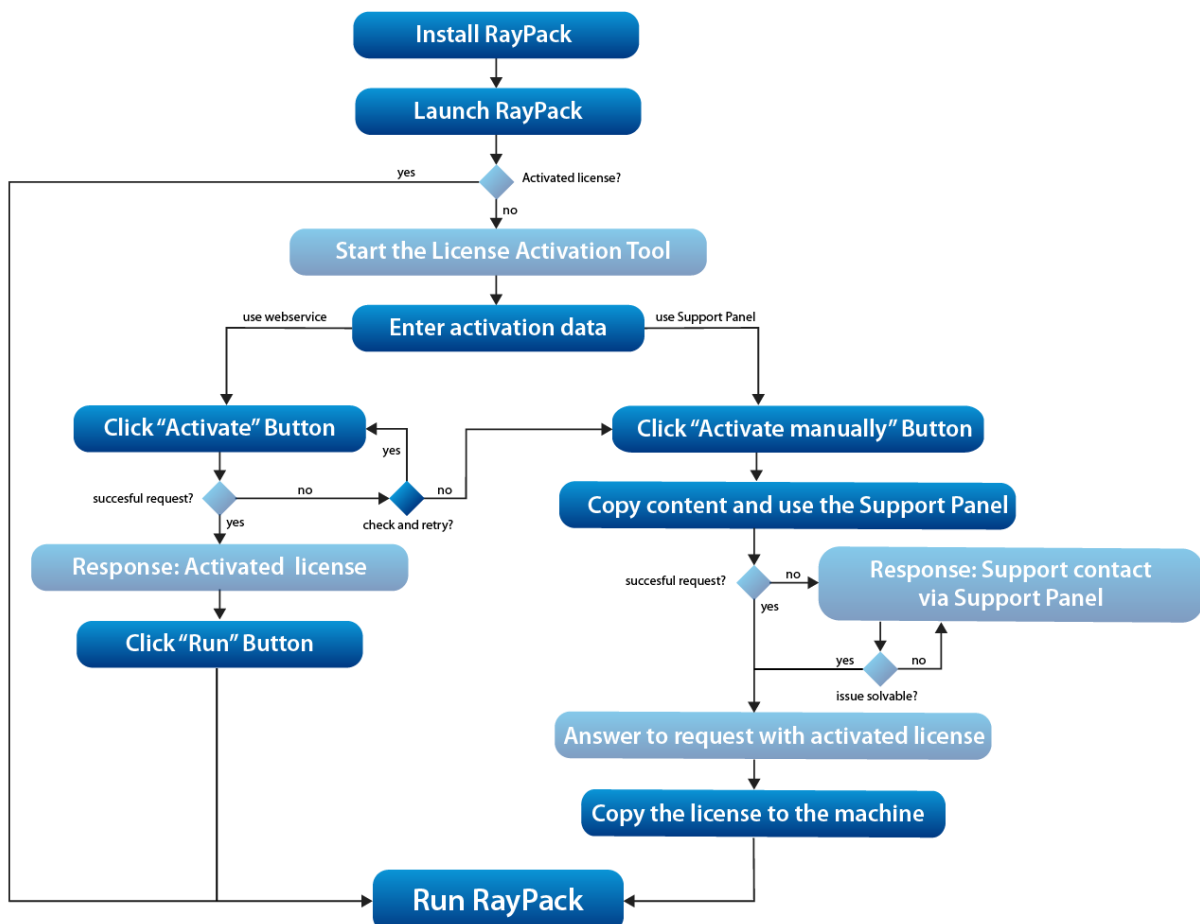 Install RayPack
Launch RayPack
yes
Activated license?
no
Start the License Activation Tool
use webservice
Enter activation data
use Support Panel
Click “Activate” Button
Click “Activate manually” Button
yes
succesful request?
no
no
check and retry?
yes
Copy content and use the Support Panel
Response: Activated license
succesful request?
no
yes
Response: Support contact
via Support Panel
Click “Run” Button
yes
no
issue solvable?
Answer to request with activated license
Copy the license to the machine
Run RayPack